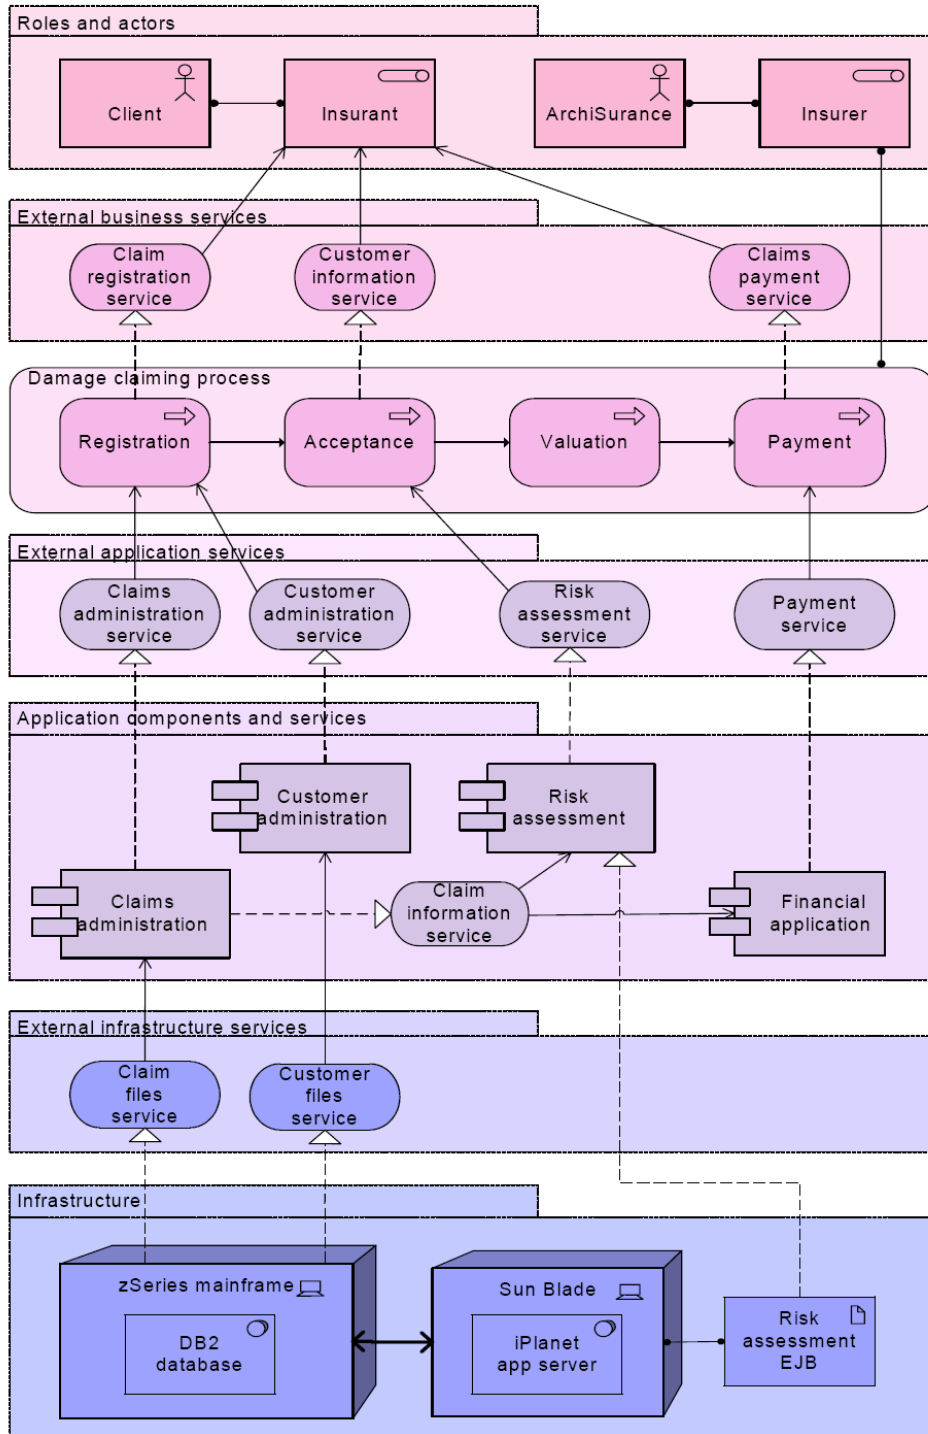 Roles and actors
Client
Insurant
ArchiSurance
Insurer
External business services
Claim
registration
service
Customer
information
service
Claims
payment
service
Damage claiming process
Registration
Acceptance
Valuation
Payment
External application services
Claims
administration
service
Customer
administration
service
Risk
assessment
service
Payment
service
Application components and services
Customer
administration
Risk
assessment
Claims
administration
Claim
information
service
Financial
application
External infrastructure services
Claim
files
service
Customer
files
service
Infrastructure
zSeries mainframe
DB2
database
Sun Blade
iPlanet
app server
Risk
assessment
EJB